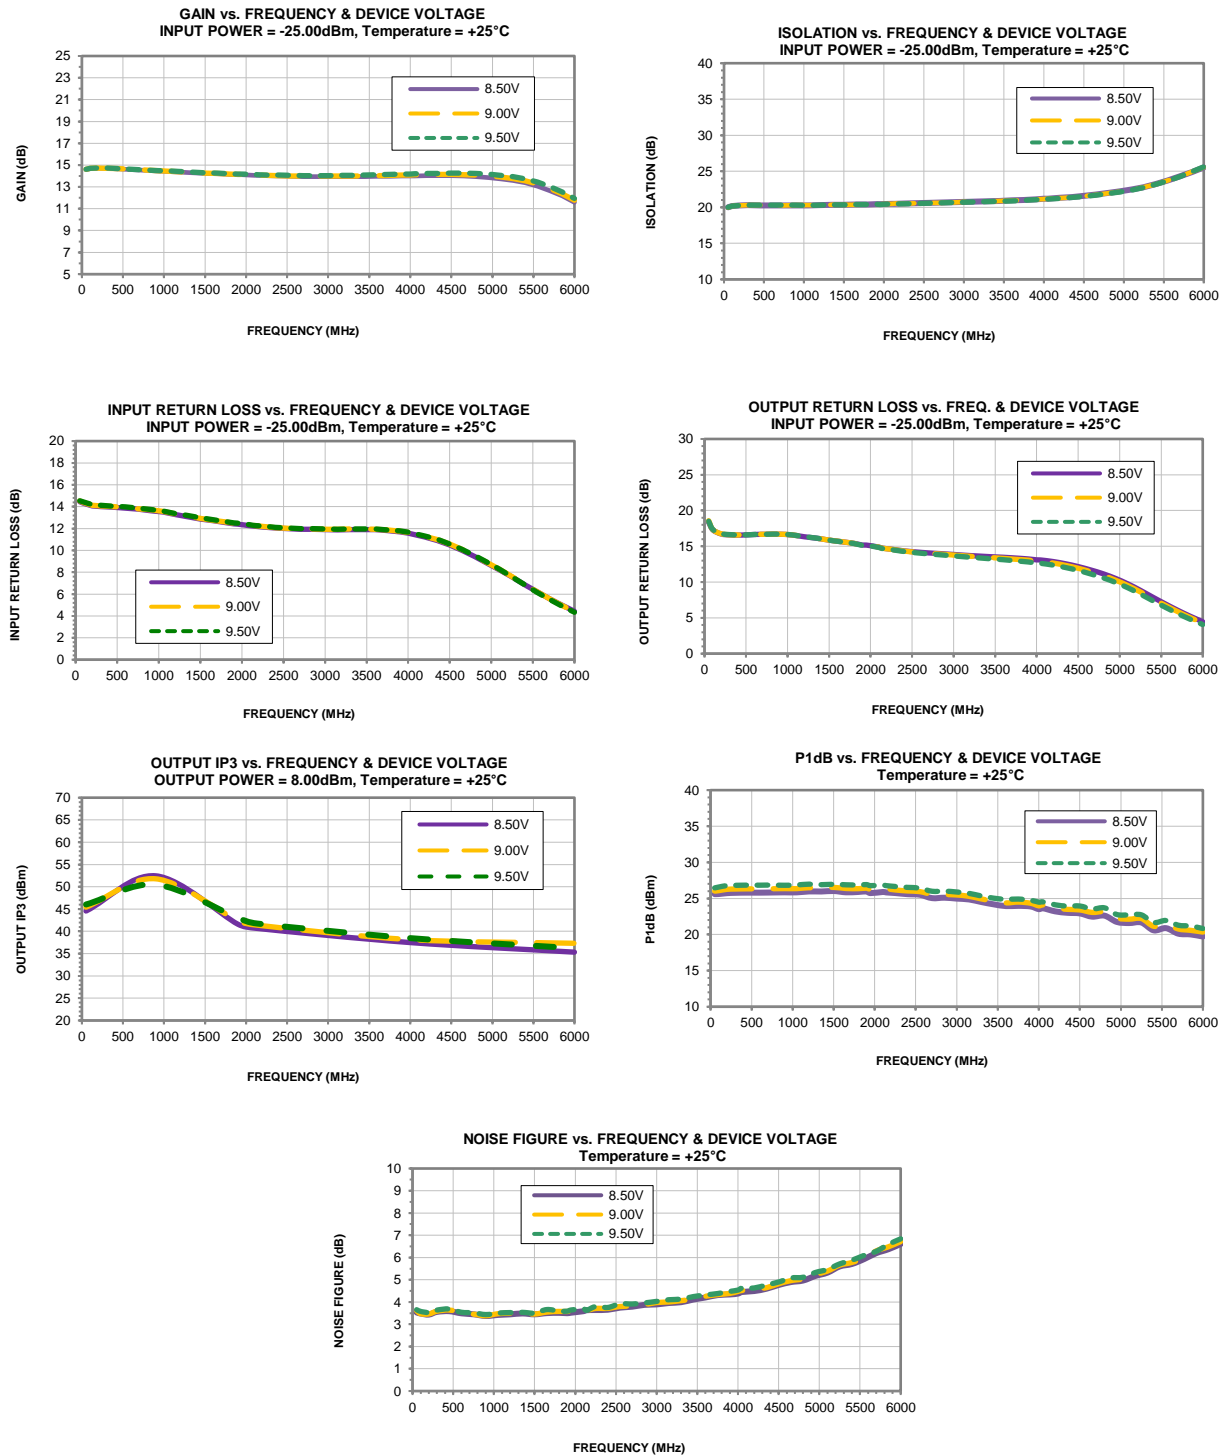 GAIN vs. FREQUENCY & DEVICE VOLTAGE
INPUT POWER = -25.00dBm, Temperature = +25°C
25
23
21
19
17
15
13
11
9
7
5
GAIN (dB)
8.50V
9.00V
9.50V
0 500 1000 1500 2000 2500 3000 3500 4000 4500 5000 5500 6000
FREQUENCY (MHz)
ISOLATION vs. FREQUENCY & DEVICE VOLTAGE
INPUT POWER = -25.00dBm, Temperature = +25°C
40
35
30
25
20
15
10
ISOLATION (dB)
8.50V
9.00V
9.50V
0 500 1000 1500 2000 2500 3000 3500 4000 4500 5000 5500 6000
FREQUENCY (MHz)
INPUT RETURN LOSS vs. FREQUENCY & DEVICE VOLTAGE
INPUT POWER = -25.00dBm, Temperature = +25°C
20
18
16
14
12
10
8
6
4
2
0
INPUT RETURN LOSS (dB)
8.50V
9.00V
9.50V
0 500 1000 1500 2000 2500 3000 3500 4000 4500 5000 5500 6000
FREQUENCY (MHz)
OUTPUT RETURN LOSS vs. FREQ. & DEVICE VOLTAGE
INPUT POWER = -25.00dBm, Temperature = +25°C
30
25
20
15
10
5
0
OUTPUT RETURN LOSS (dB)
8.50V
9.00V
9.50V
0 500 1000 1500 2000 2500 3000 3500 4000 4500 5000 5500 6000
FREQUENCY (MHz)
OUTPUT IP3 vs. FREQUENCY & DEVICE VOLTAGE
OUTPUT POWER = 8.00dBm, Temperature = +25°C
70
65
60
55
50
45
40
35
30
25
20
OUTPUT IP3 (dBm)
8.50V
9.00V
9.50V
0 500 1000 1500 2000 2500 3000 3500 4000 4500 5000 5500 6000
FREQUENCY (MHz)
P1dB vs. FREQUENCY & DEVICE VOLTAGE
Temperature = +25°C
40
35
30
25
20
15
10
P1dB (dBm)
8.50V
9.00V
9.50V
0 500 1000 1500 2000 2500 3000 3500 4000 4500 5000 5500 6000
FREQUENCY (MHz)
NOISE FIGURE vs. FREQUENCY & DEVICE VOLTAGE
Temperature = +25°C
10
9
8
7
6
5
4
3
2
1
0
NOISE FIGURE (dB)
8.50V
9.00V
9.50V
0 500 1000 1500 2000 2500 3000 3500 4000 4500 5000 5500 6000
FREQUENCY (MHz)